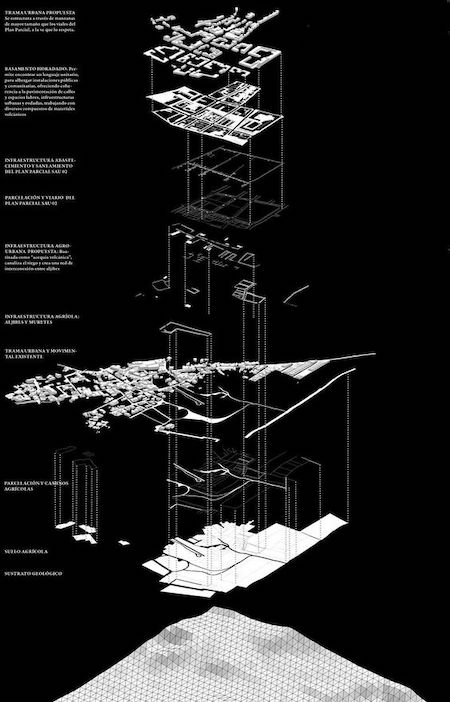 TRAMA URBANA PROPUESTA
Se estructura a través de manzanas
de mayor tamaño que los viales del
Plan Parcial, a la vez que lo respeta.
BASAMENTO HORADADO. Per-
mite encontrar un lenguaje unitario,
para albergar instalaciones públicas
y comunitarias, ofreciendo cohe-
rencia a la pavimentación de calles
y espacios libres, infraestructuras
urbanas y rodadas, trabajando con
diversos compuestos de materiales
volcánicos
INFRAESTRUCTURA ABASTE-
CIMIENTO Y SANEAMIENTO
DEL PLAN PARCIAL SAU 02
PARCELACIÓN Y VIARIO DEL
PLAN PARCIAL SAU 02
INFRAESTRUCTURA AGRO-
URBANA PROPUESTA:
como "acequia volcánica",
canaliza el riego y crea una red de
interconexión entre aljibes
INFRAESTRUCTURA AGRÍOLA:
ALJIBES Y MURETES
TRAMA URBANA Y MOVIMEN-
TAL EXISTENTE
PARCELACIÓN Y CAMINOS
AGRÍCOLAS
SUELO AGRÍCOLA
SUSTRATO GEOLÓGICO